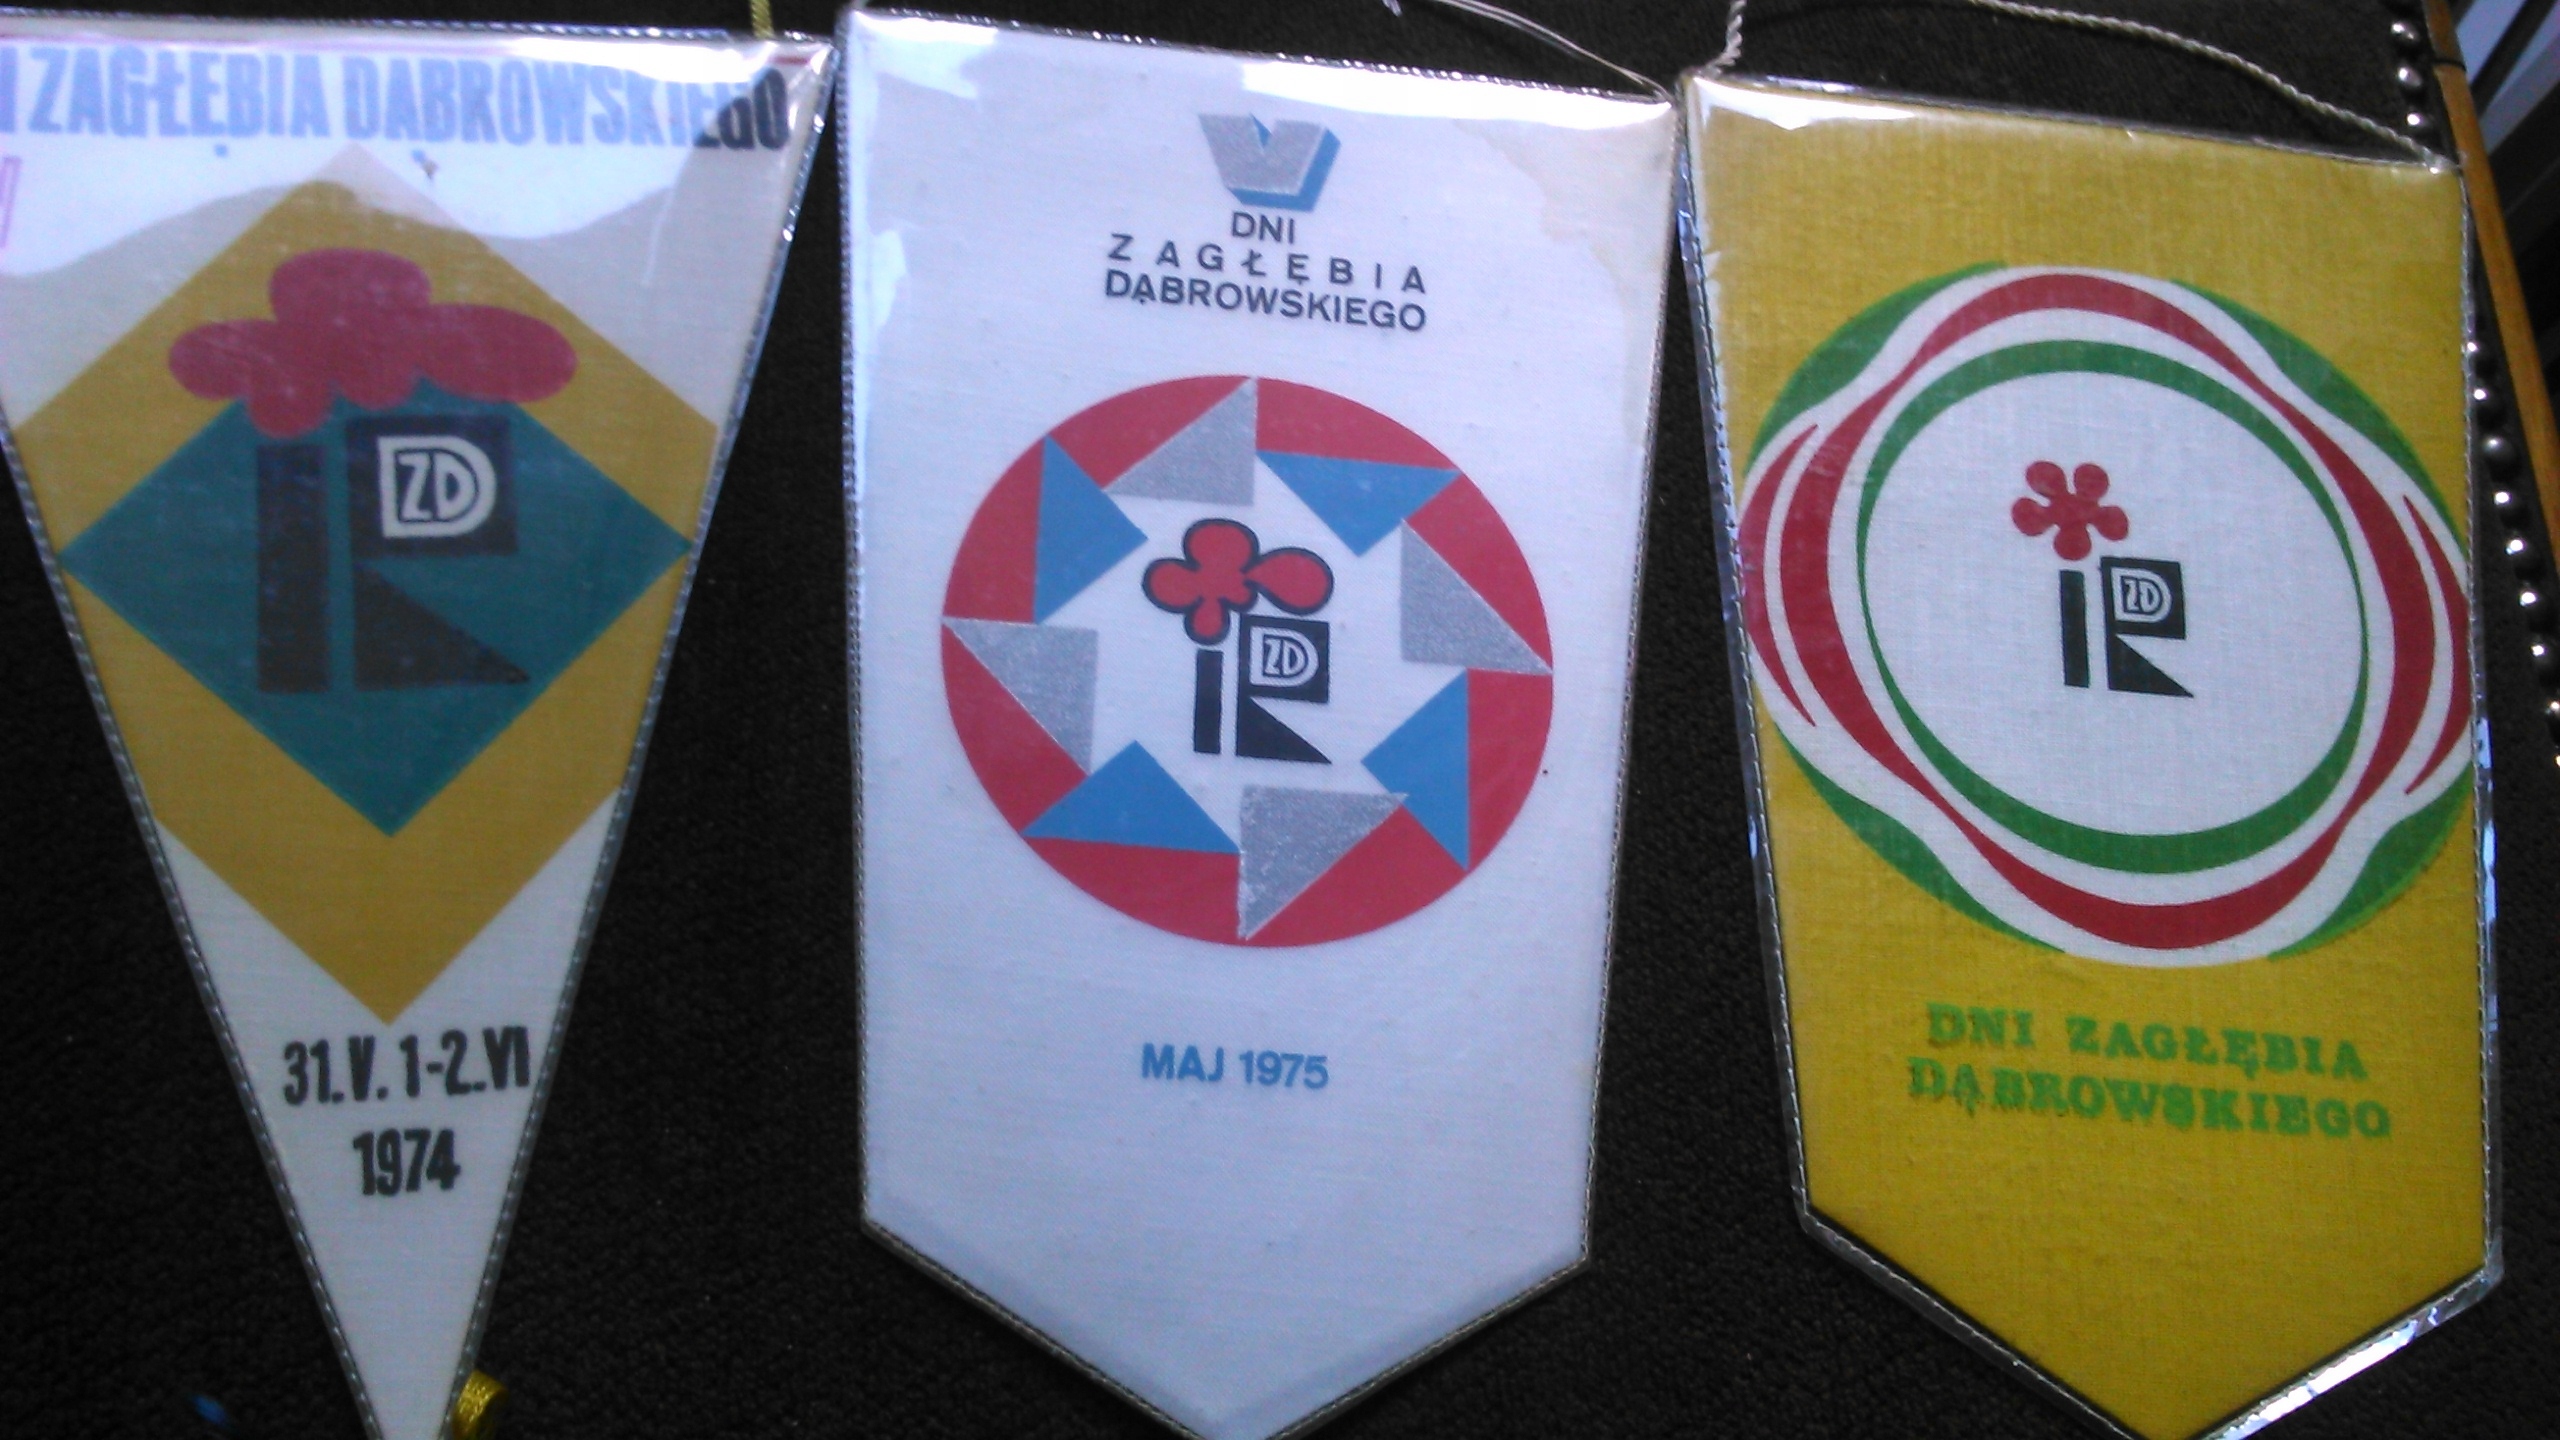 ZAGŁĘBIA DĄBROWSKIEGO
ZD
31.V. 1-2.VI
1974
V
DNI
ZAGŁĘBIA
DĄBROWSKIEGO
ZD
MAJ 1975
ZD
DNI ZAGŁĘBIA
DĄBROWSKIEGO